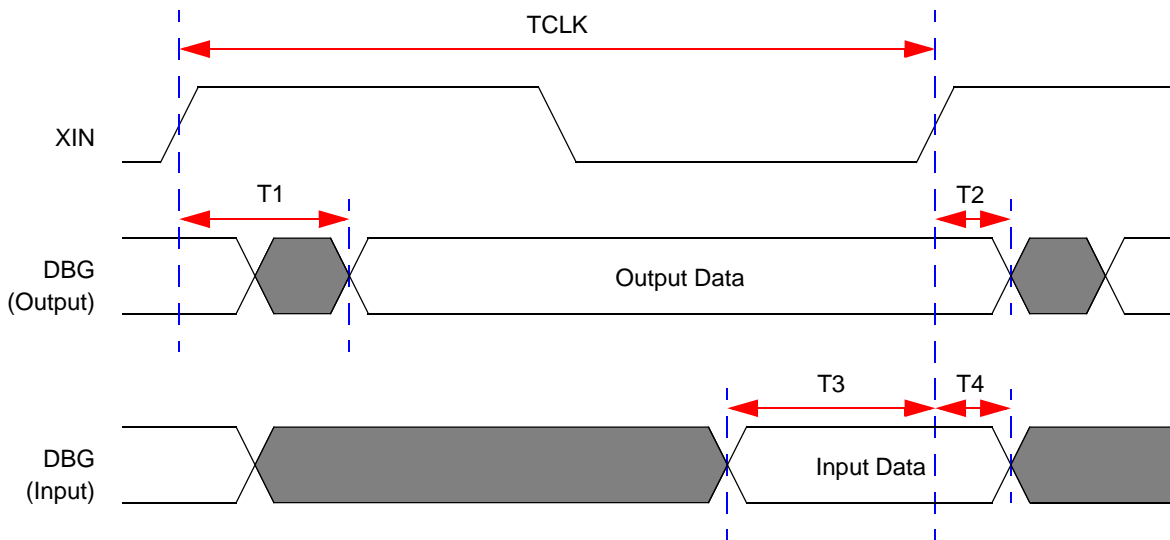 TCLK
XIN
T1
T2
DBG
(Output)
Output Data
T3
T4
DBG
(Input)
Input Data